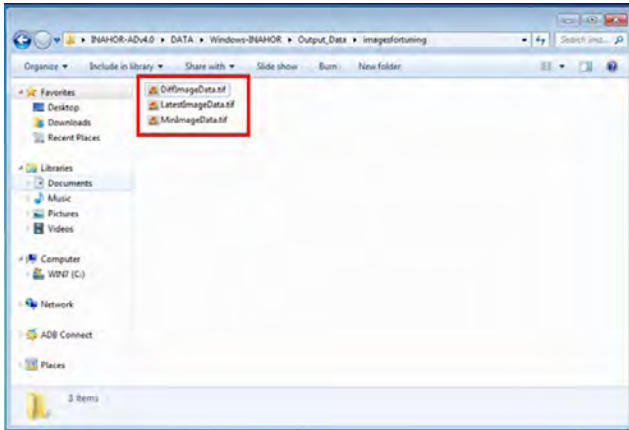 INAHOR-ADv4.0 ▸ DATA ▸ Windows-INAHOR ▸ Output_Data ▸ imagesfortuning
Organize Include in library Share with Slide show Burn New folder
Favorites
Desktop
Downloads
Recent Places
Libraries
Documents
Music
Pictures
Videos
Computer
WIN7 (C:)
Network
ADB Connect
Places
DiffImageData.tif
LatestImageData.tif
MinImageData.tif
3 items